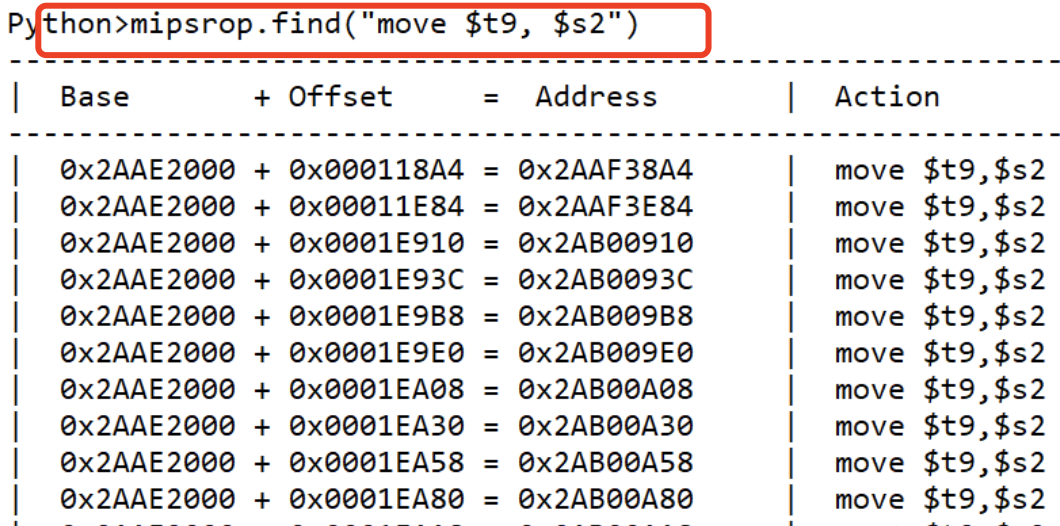 Python>mipsrop.find("move $t9, $s2")
----------------------------------------------------------------
| Base + Offset = Address | Action
----------------------------------------------------------------
| 0x2AAE2000 + 0x000118A4 = 0x2AAF38A4 | move $t9,$s2
| 0x2AAE2000 + 0x00011E84 = 0x2AAF3E84 | move $t9,$s2
| 0x2AAE2000 + 0x0001E910 = 0x2AB00910 | move $t9,$s2
| 0x2AAE2000 + 0x0001E93C = 0x2AB0093C | move $t9,$s2
| 0x2AAE2000 + 0x0001E9B8 = 0x2AB009B8 | move $t9,$s2
| 0x2AAE2000 + 0x0001E9E0 = 0x2AB009E0 | move $t9,$s2
| 0x2AAE2000 + 0x0001EA08 = 0x2AB00A08 | move $t9,$s2
| 0x2AAE2000 + 0x0001EA30 = 0x2AB00A30 | move $t9,$s2
| 0x2AAE2000 + 0x0001EA58 = 0x2AB00A58 | move $t9,$s2
| 0x2AAE2000 + 0x0001EA80 = 0x2AB00A80 | move $t9,$s2